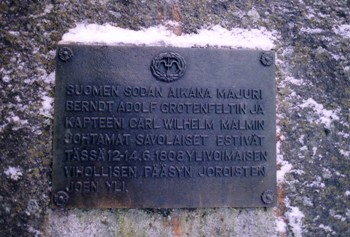 SUOMEN SODAN AIKANA MAJURI
BERNDT ADOLF GROTENFELTIN JA
KAPTEENI CARL WILHELM MALMIN
JOHTAMAT SAVOLAISET ESTIVÄT
TÄSSÄ 12-14.6.1808 YLIVOIMAISEN
VIHOLLISEN PÄÄSYN JOROISTEN
JOEN YLI.